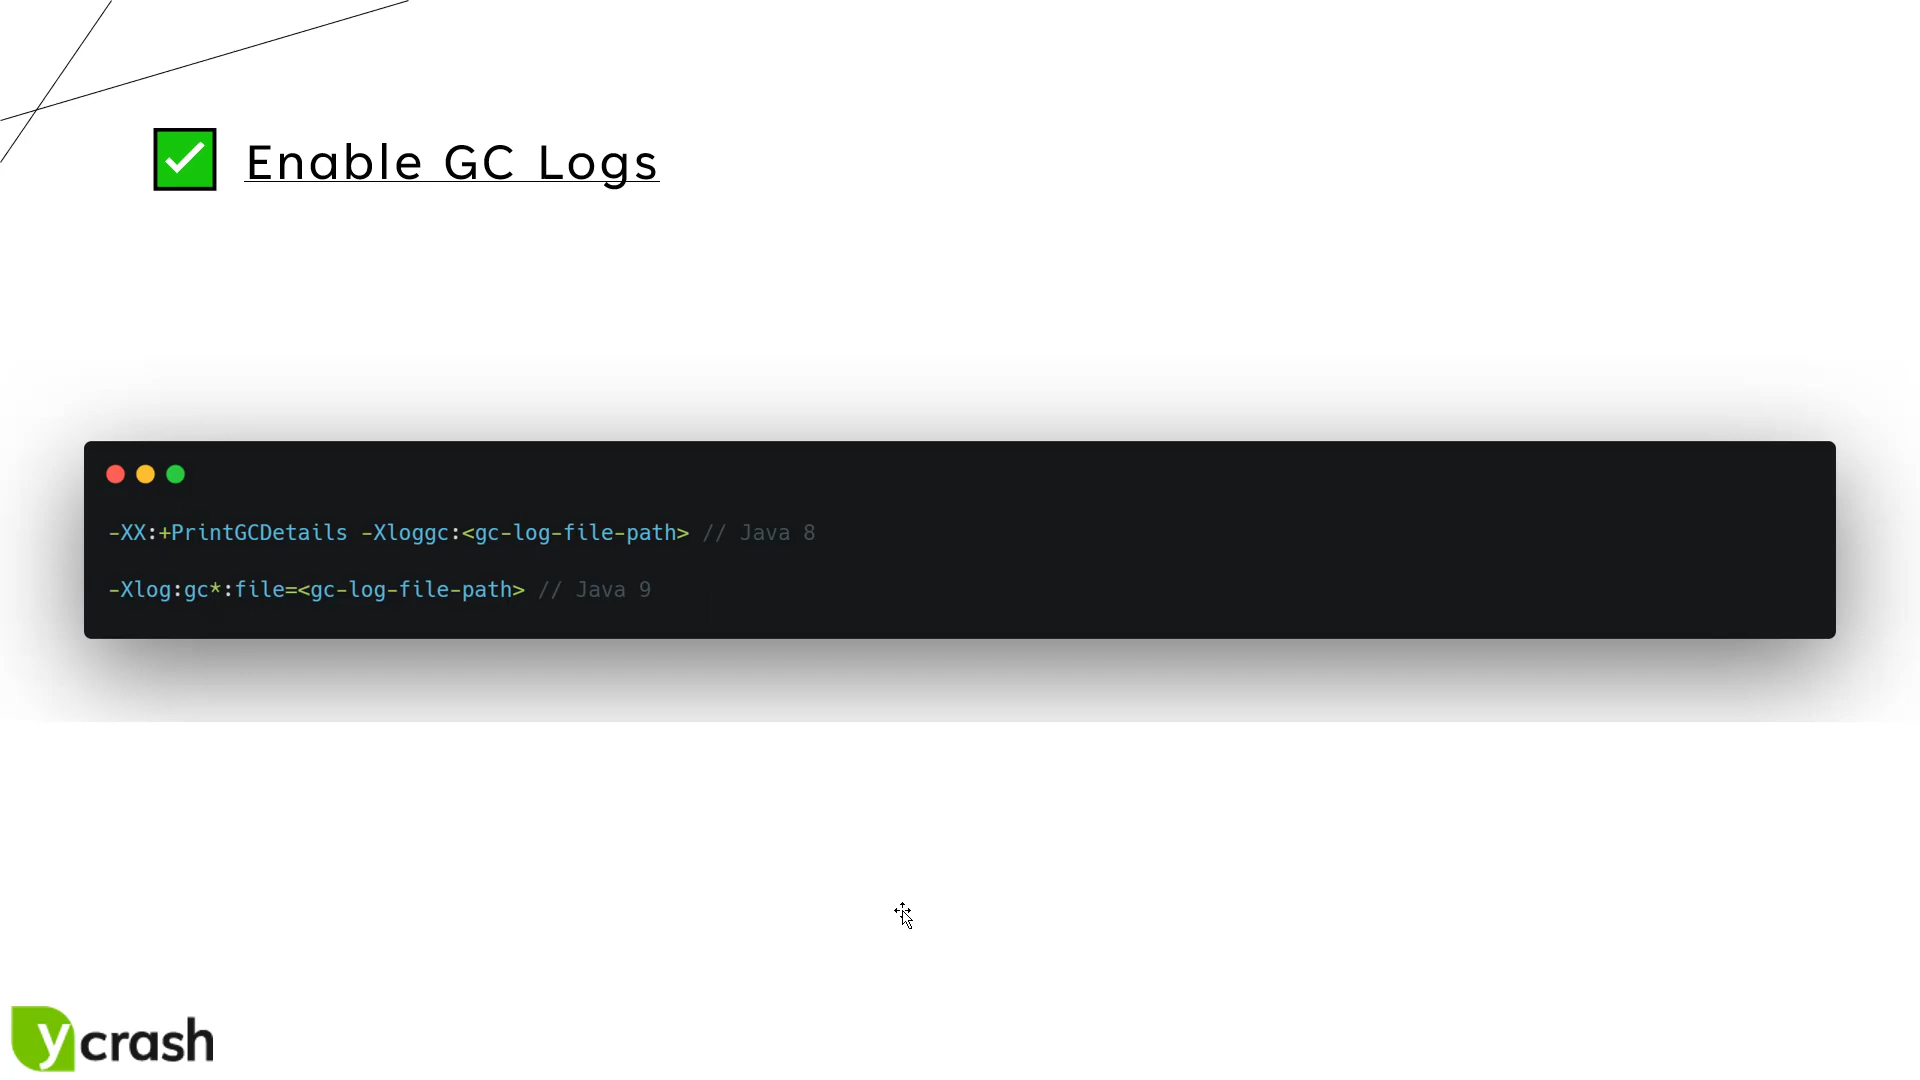 Enable GC Logs
-XX:+PrintGCDetails -Xloggc:<gc-log-file-path> // Java 8
-Xlog:gc*:file=<gc-log-file-path> // Java 9
ycrash